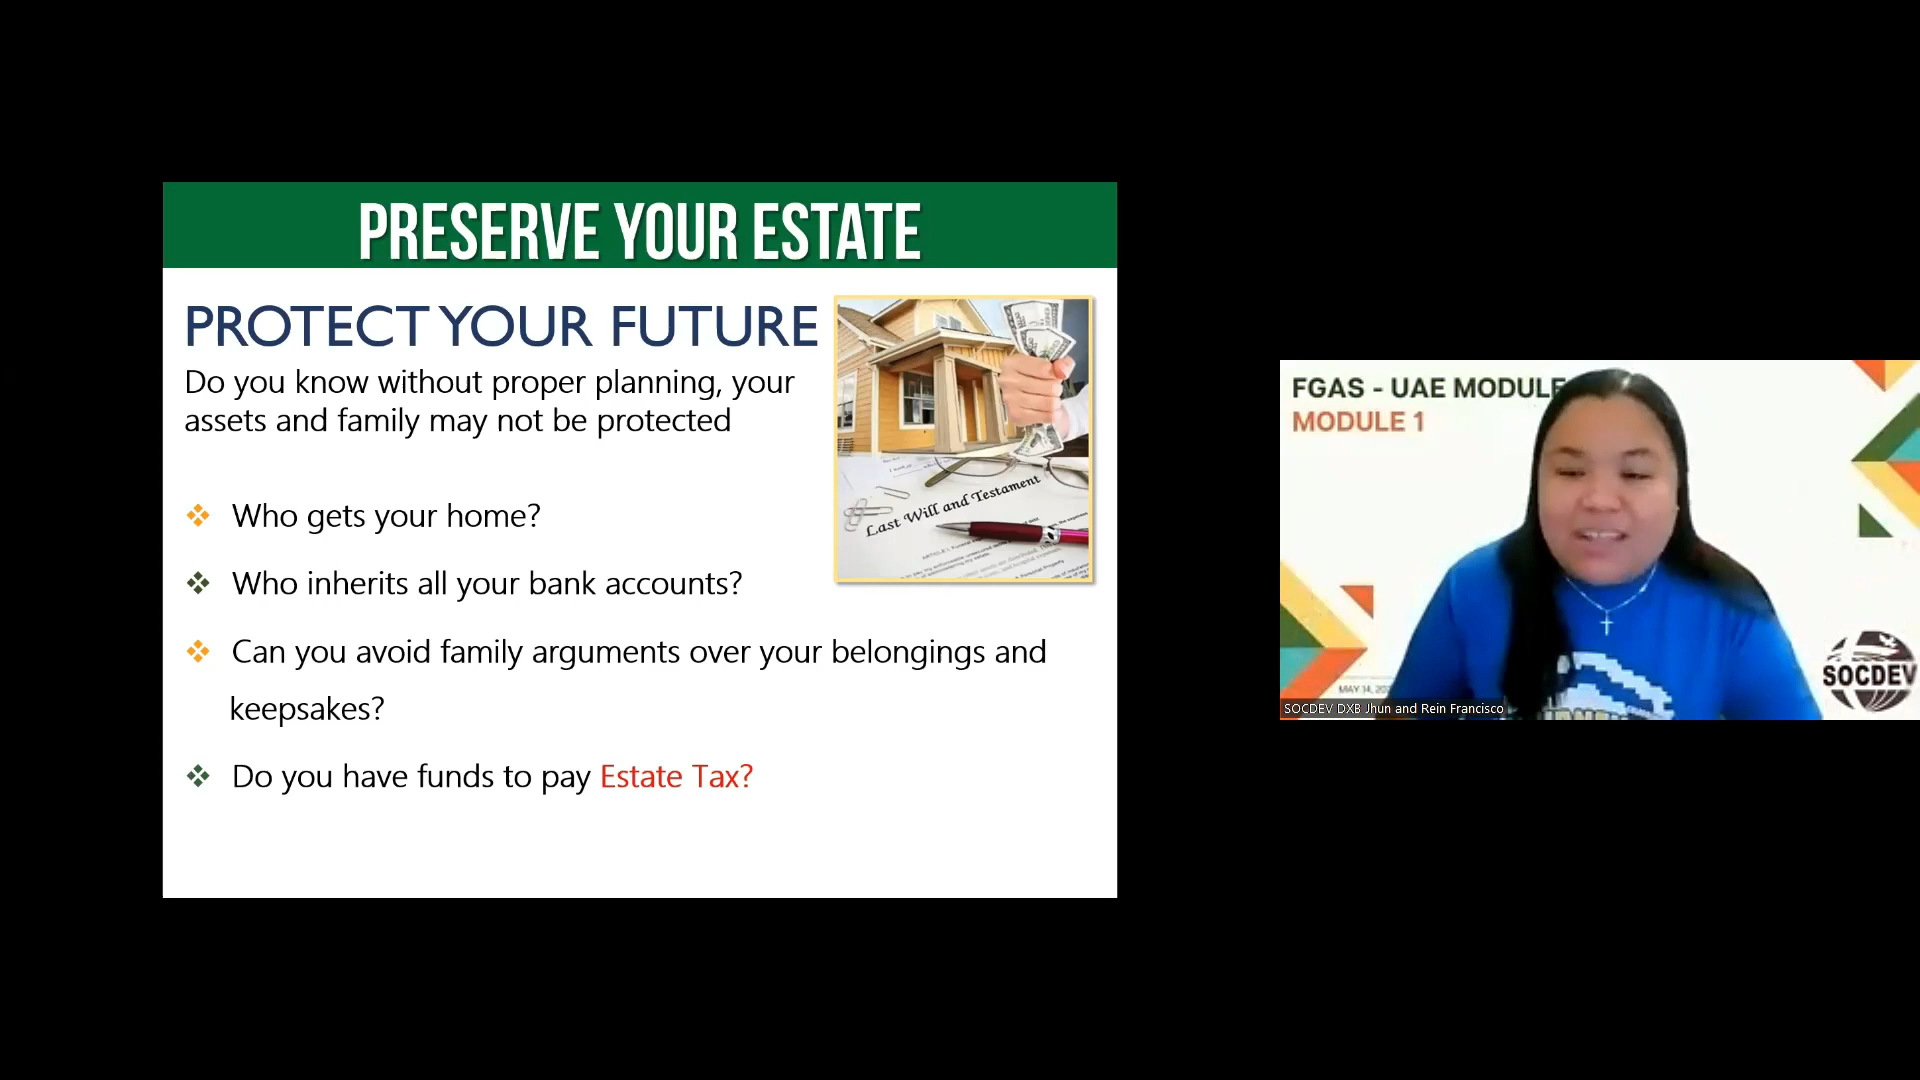 PRESERVE YOUR ESTATE
PROTECT YOUR FUTURE
Do you know without proper planning, your
assets and family may not be protected
Last Will and Testament
Who gets your home?
Who inherits all your bank accounts?
Can you avoid family arguments over your belongings and
keepsakes?
Do you have funds to pay Estate Tax?
FGAS - UAE MODULE
MODULE 1
MAY 14, 20
SOCDEV
SOCDEV DXB Jhun and Rein Francisco